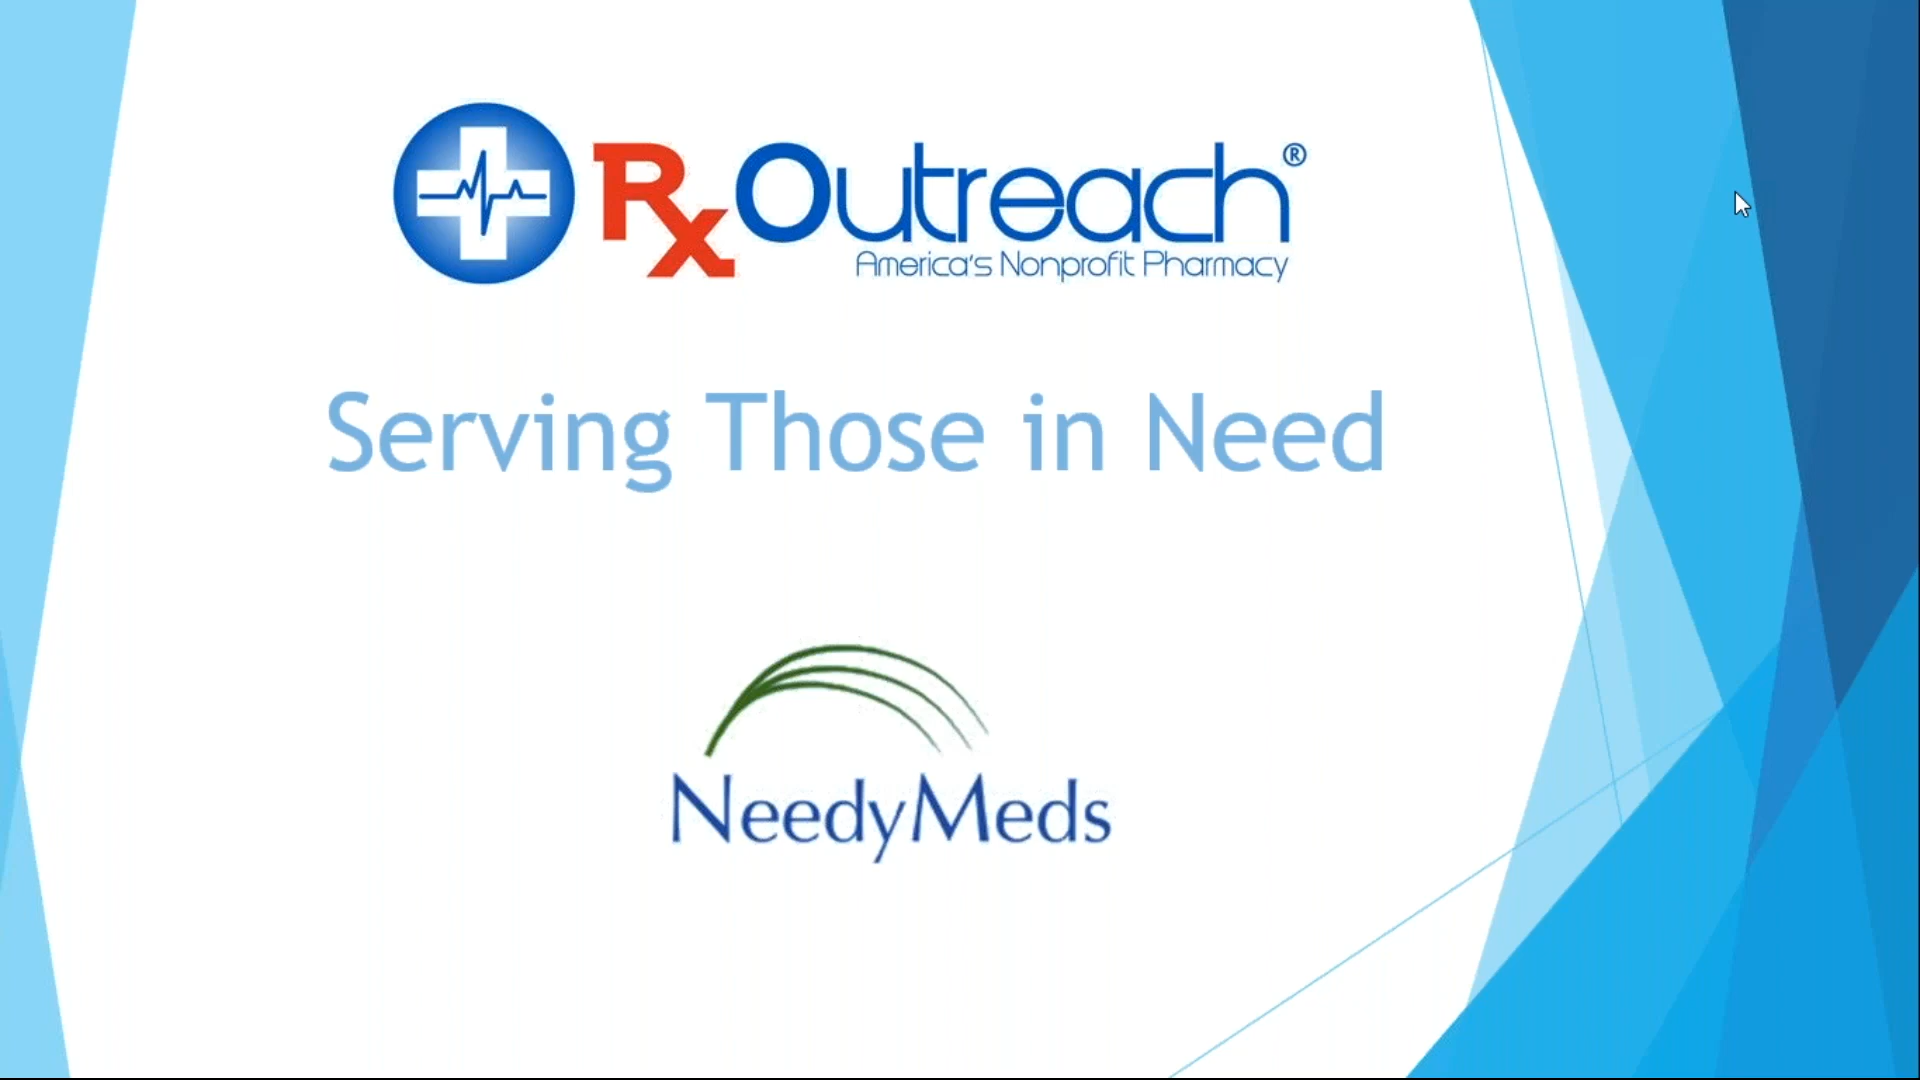 RxOutreach®
America's Nonprofit Pharmacy
Serving Those in Need
NeedyMeds